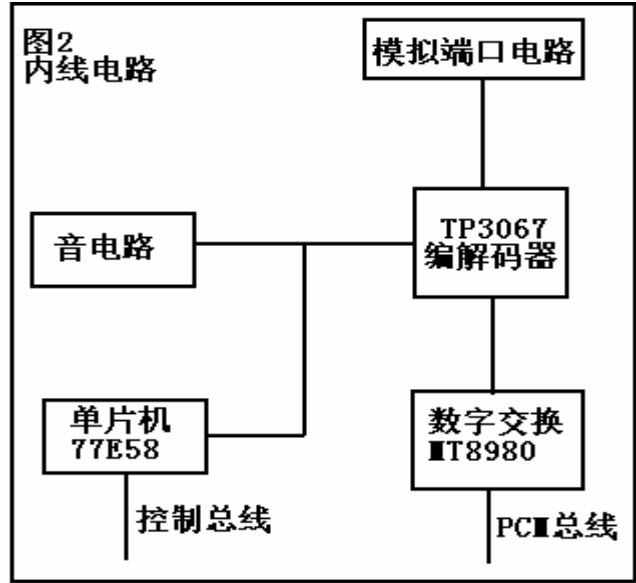 图2
内线电路
模拟端口电路
音电路
TP3067
编解码器
单片机
77E58
数字交换
MT8980
控制总线
PCM总线